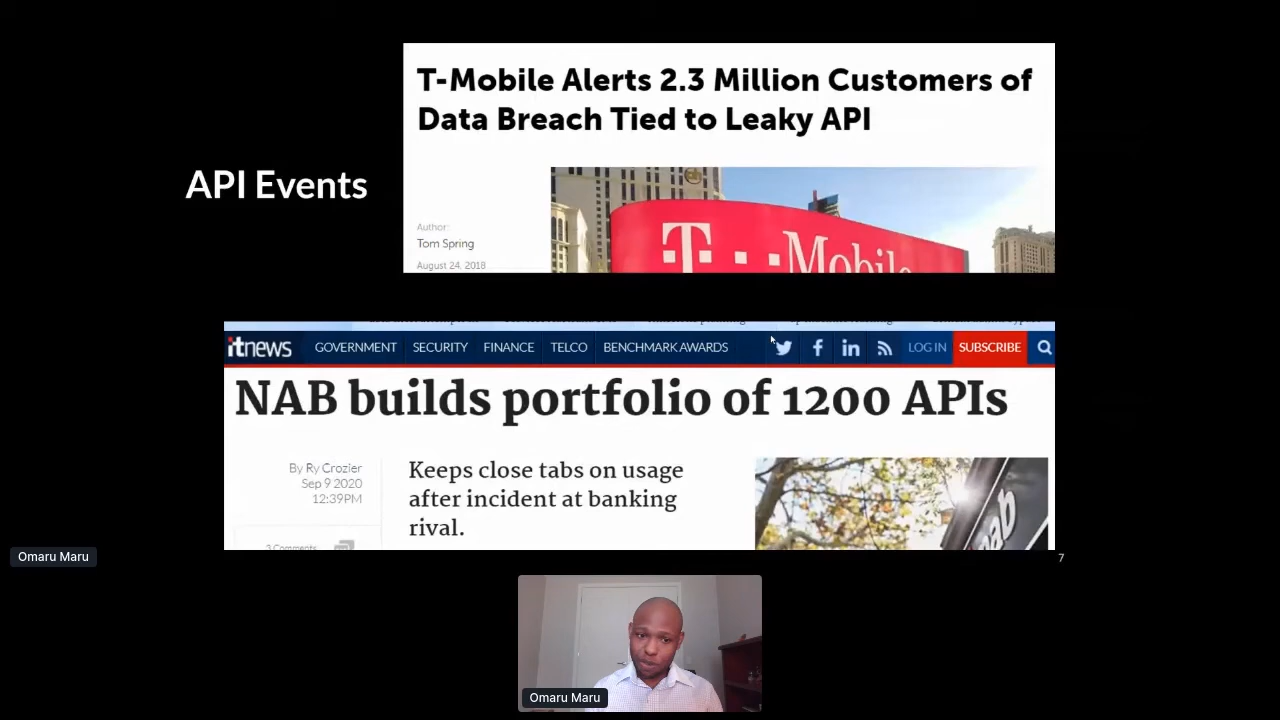 T-Mobile Alerts 2.3 Million Customers of
Data Breach Tied to Leaky API
API Events
Author:
Tom Spring
August 24, 2018
T Mobile
itnews GOVERNMENT SECURITY FINANCE TELCO BENCHMARK AWARDS LOG IN SUBSCRIBE
NAB builds portfolio of 1200 APIs
By Ry Crozier
Sep 9 2020
12:39PM
Keeps close tabs on usage
after incident at banking
rival.
3 Comments
nab
Omaru Maru
7
Omaru Maru